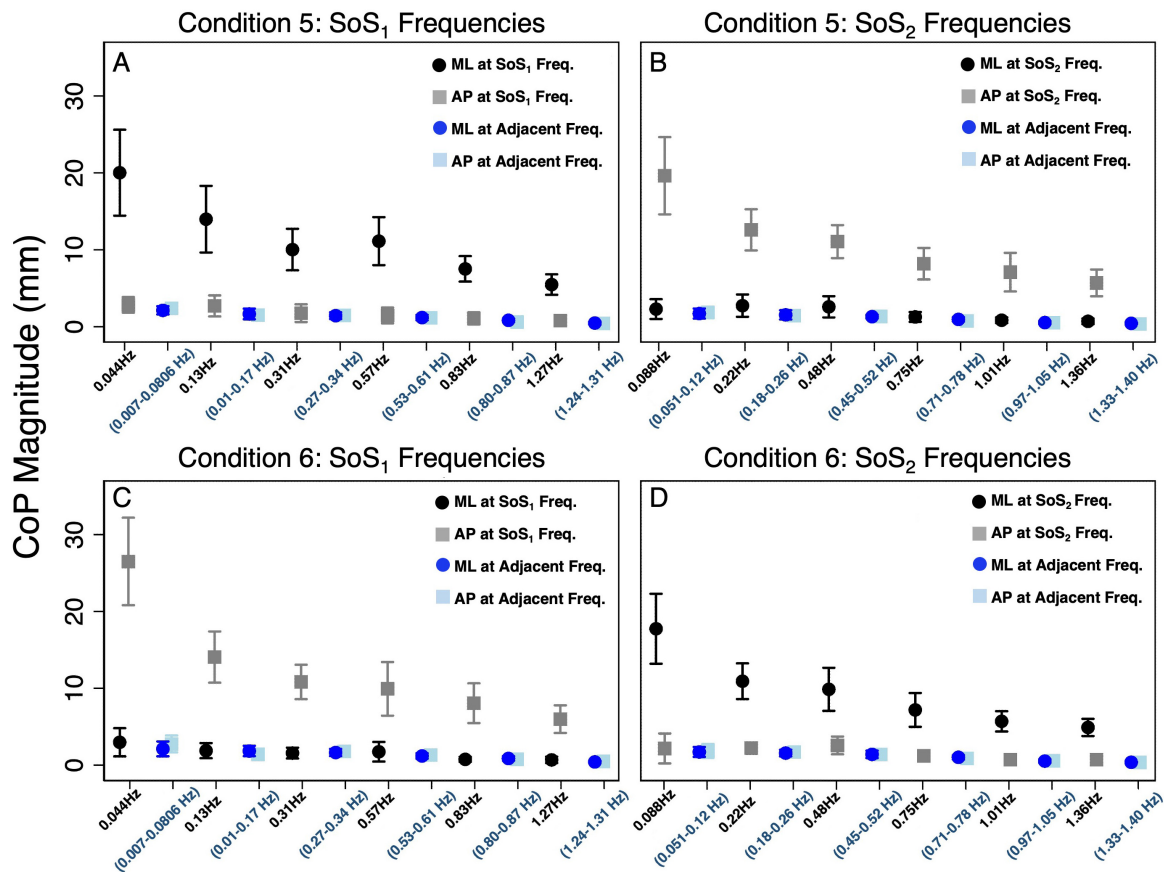 Condition 5: SoS₁ Frequencies
Condition 5: SoS₂ Frequencies
CoP Magnitude (mm)
A
ML at SoS₁ Freq.
AP at SoS₁ Freq.
ML at Adjacent Freq.
AP at Adjacent Freq.
30
20
10
0
0.044Hz
(0.007-0.0806 Hz)
0.13Hz
(0.01-0.17 Hz)
0.31Hz
(0.27-0.34 Hz)
0.57Hz
(0.53-0.61 Hz)
0.83Hz
(0.80-0.87 Hz)
1.27Hz
(1.24-1.31 Hz)
B
ML at SoS₂ Freq.
AP at SoS₂ Freq.
ML at Adjacent Freq.
AP at Adjacent Freq.
0.088Hz
(0.051-0.12 Hz)
0.22Hz
(0.18-0.26 Hz)
0.48Hz
(0.45-0.52 Hz)
0.75Hz
(0.71-0.78 Hz)
1.01Hz
(0.97-1.05 Hz)
1.36Hz
(1.33-1.40 Hz)
Condition 6: SoS₁ Frequencies
Condition 6: SoS₂ Frequencies
C
ML at SoS₁ Freq.
AP at SoS₁ Freq.
ML at Adjacent Freq.
AP at Adjacent Freq.
30
20
10
0
0.044Hz
(0.007-0.0806 Hz)
0.13Hz
(0.01-0.17 Hz)
0.31Hz
(0.27-0.34 Hz)
0.57Hz
(0.53-0.61 Hz)
0.83Hz
(0.80-0.87 Hz)
1.27Hz
(1.24-1.31 Hz)
D
ML at SoS₂ Freq.
AP at SoS₂ Freq.
ML at Adjacent Freq.
AP at Adjacent Freq.
0.088Hz
(0.051-0.12 Hz)
0.22Hz
(0.18-0.26 Hz)
0.48Hz
(0.45-0.52 Hz)
0.75Hz
(0.71-0.78 Hz)
1.01Hz
(0.97-1.05 Hz)
1.36Hz
(1.33-1.40 Hz)